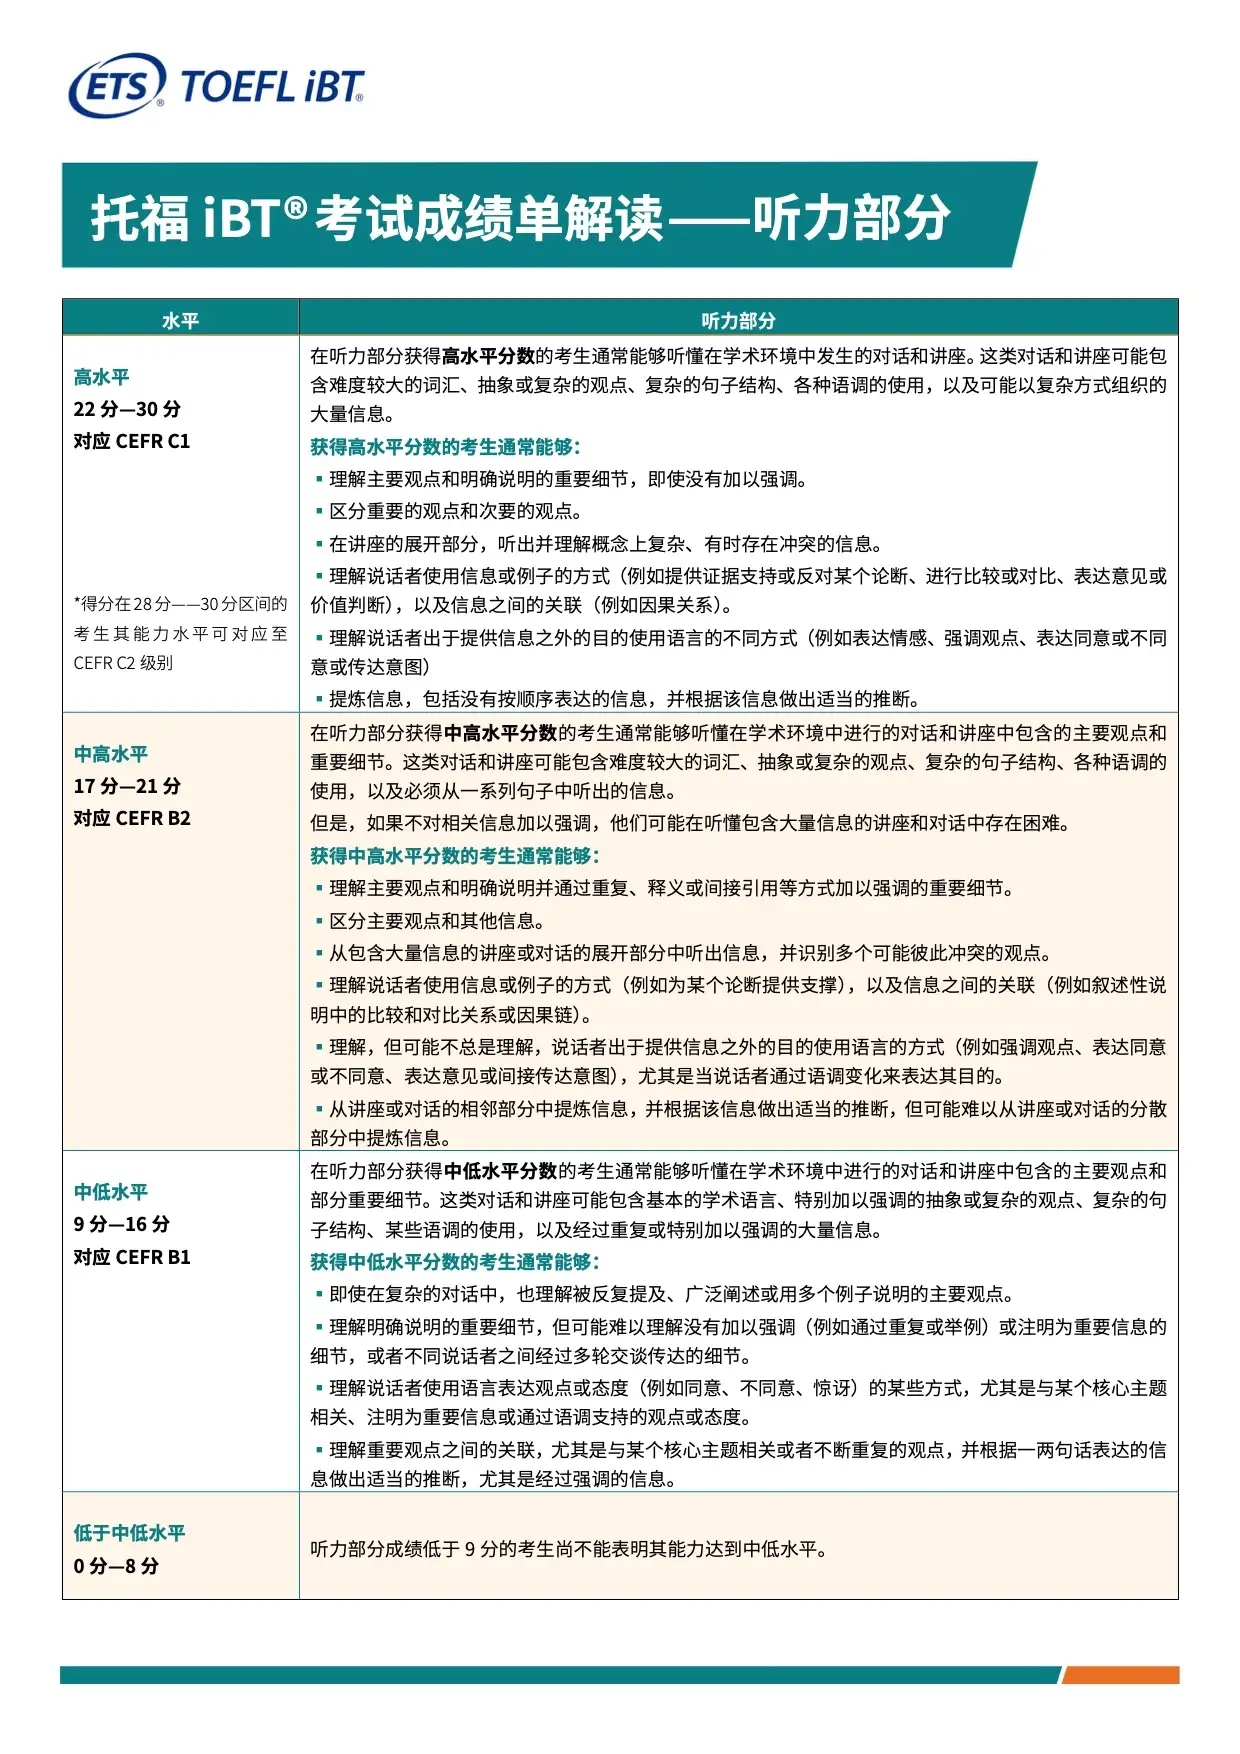 ETS® TOEFL iBT®
托福 iBT®考试成绩单解读——听力部分
水平
听力部分
高水平
22 分—30 分
对应 CEFR C1
*得分在28分——30分区间的
考生其能力水平可对应至
CEFR C2 级别
在听力部分获得高水平分数的考生通常能够听懂在学术环境中发生的对话和讲座。这类对话和讲座可能包
含难度较大的词汇、抽象或复杂的观点、复杂的句子结构、各种语调的使用，以及可能以复杂方式组织的
大量信息。
获得高水平分数的考生通常能够：
▪ 理解主要观点和明确说明的重要细节，即使没有加以强调。
▪ 区分重要的观点和次要的观点。
▪ 在讲座的展开部分，听出并理解概念上复杂、有时存在冲突的信息。
▪ 理解说话者使用信息或例子的方式（例如提供证据支持或反对某个论断、进行比较或对比、表达意见或
价值判断），以及信息之间的关联（例如因果关系）。
▪ 理解说话者出于提供信息之外的目的使用语言的不同方式（例如表达情感、强调观点、表达同意或不同
意或传达意图）
▪ 提炼信息，包括没有按顺序表达的信息，并根据该信息做出适当的推断。
中高水平
17 分—21 分
对应 CEFR B2
在听力部分获得中高水平分数的考生通常能够听懂在学术环境中进行的对话和讲座中包含的主要观点和
重要细节。这类对话和讲座可能包含难度较大的词汇、抽象或复杂的观点、复杂的句子结构、各种语调的
使用，以及必须从一系列句子中听出的信息。
但是，如果不对相关信息加以强调，他们可能在听懂包含大量信息的讲座和对话中存在困难。
获得中高水平分数的考生通常能够：
▪ 理解主要观点和明确说明并通过重复、释义或间接引用等方式加以强调的重要细节。
▪ 区分主要观点和其他信息。
▪ 从包含大量信息的讲座或对话的展开部分中听出信息，并识别多个可能彼此冲突的观点。
▪ 理解说话者使用信息或例子的方式（例如为某个论断提供支撑），以及信息之间的关联（例如叙述性说
明中的比较和对比关系或因果链）。
▪ 理解，但可能不总是理解，说话者出于提供信息之外的目的使用语言的方式（例如强调观点、表达同意
或不同意、表达意见或间接传达意图），尤其是当说话者通过语调变化来表达其目的。
▪ 从讲座或对话的相邻部分中提炼信息，并根据该信息做出适当的推断，但可能难以从讲座或对话的分散
部分中提炼信息。
中低水平
9 分—16 分
对应 CEFR B1
在听力部分获得中低水平分数的考生通常能够听懂在学术环境中进行的对话和讲座中包含的主要观点和
部分重要细节。这类对话和讲座可能包含基本的学术语言、特别加以强调的抽象或复杂的观点、复杂的句
子结构、某些语调的使用，以及经过重复或特别加以强调的大量信息。
获得中低水平分数的考生通常能够：
▪ 即使在复杂的对话中，也理解被反复提及、广泛阐述或用多个例子说明的主要观点。
▪ 理解明确说明的重要细节，但可能难以理解没有加以强调（例如通过重复或举例）或注明为重要信息的
细节，或者不同说话者之间经过多轮交谈传达的细节。
▪ 理解说话者使用语言表达观点或态度（例如同意、不同意、惊讶）的某些方式，尤其是与某个核心主题
相关、注明为重要信息或通过语调支持的观点或态度。
▪ 理解重要观点之间的关联，尤其是与某个核心主题相关或者不断重复的观点，并根据一两句话表达的信
息做出适当的推断，尤其是经过强调的信息。
低于中低水平
0 分—8 分
听力部分成绩低于 9 分的考生尚不能表明其能力达到中低水平。